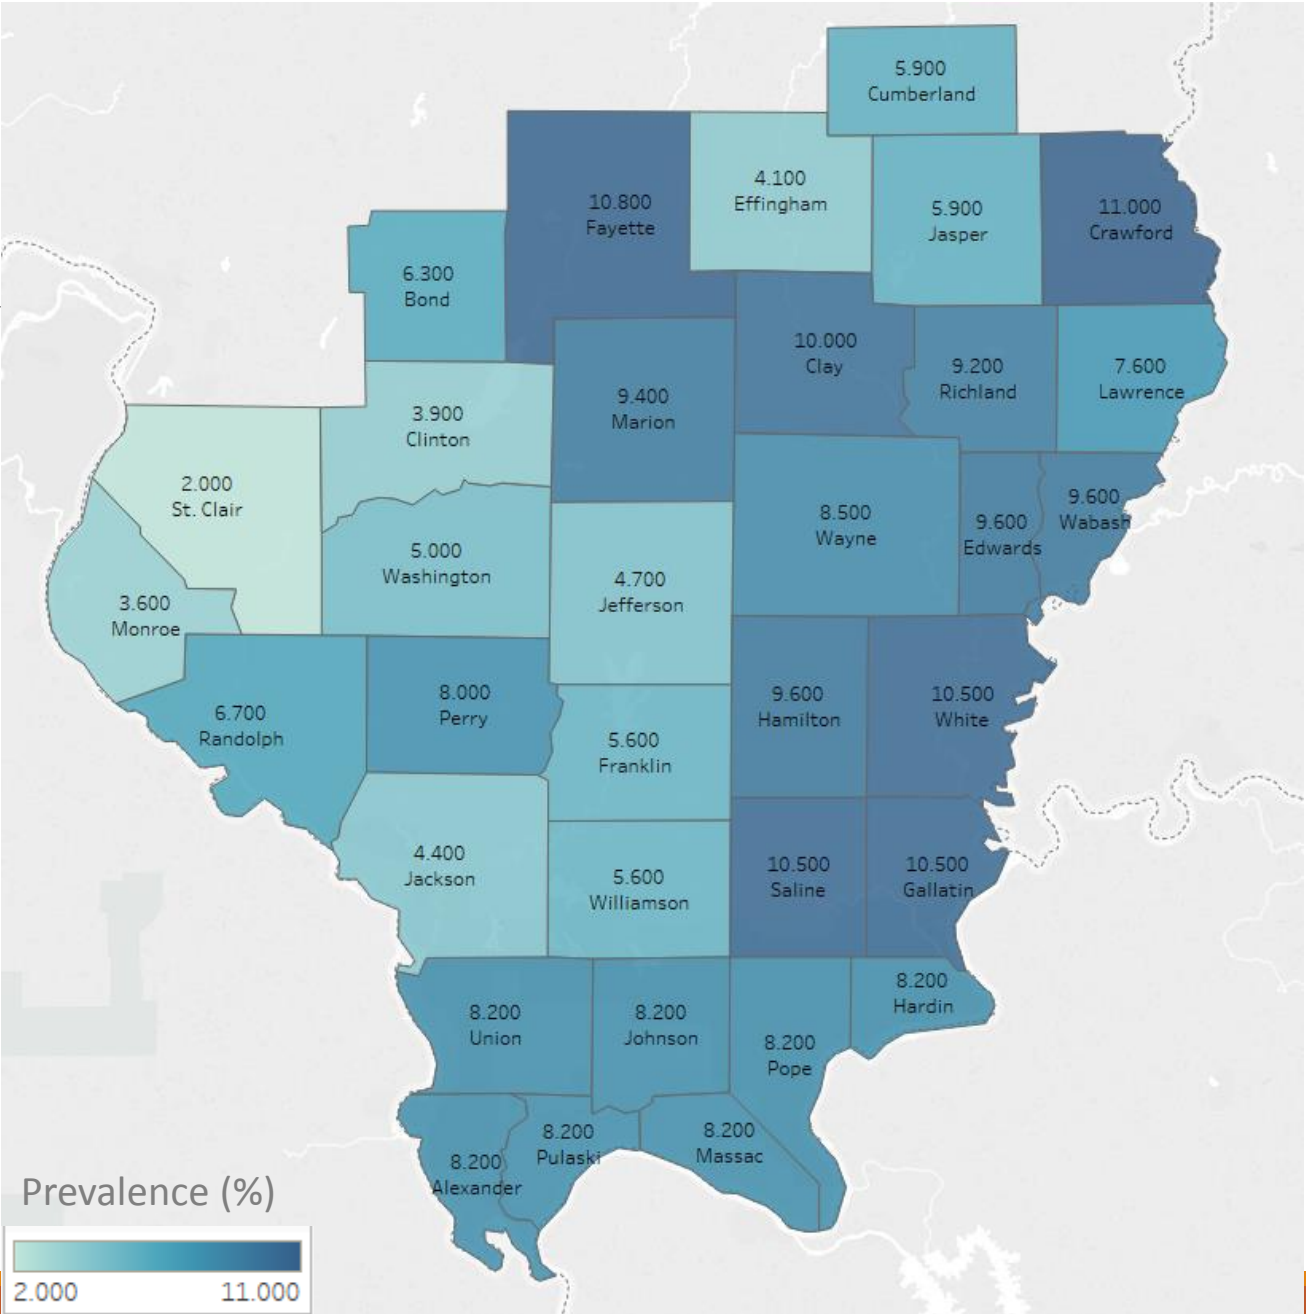 5.900
Cumberland
10.800
Fayette
4.100
Effingham
5.900
Jasper
11.000
Crawford
6.300
Bond
10.000
Clay
9.200
Richland
7.600
Lawrence
3.900
Clinton
9.400
Marion
2.000
St. Clair
5.000
Washington
4.700
Jefferson
8.500
Wayne
9.600
Edwards
9.600
Wabash
3.600
Monroe
6.700
Randolph
8.000
Perry
5.600
Franklin
9.600
Hamilton
10.500
White
4.400
Jackson
5.600
Williamson
10.500
Saline
10.500
Gallatin
8.200
Union
8.200
Johnson
8.200
Pope
8.200
Hardin
8.200
Alexander
8.200
Pulaski
8.200
Massac
Prevalence (%)
2.000 11.000